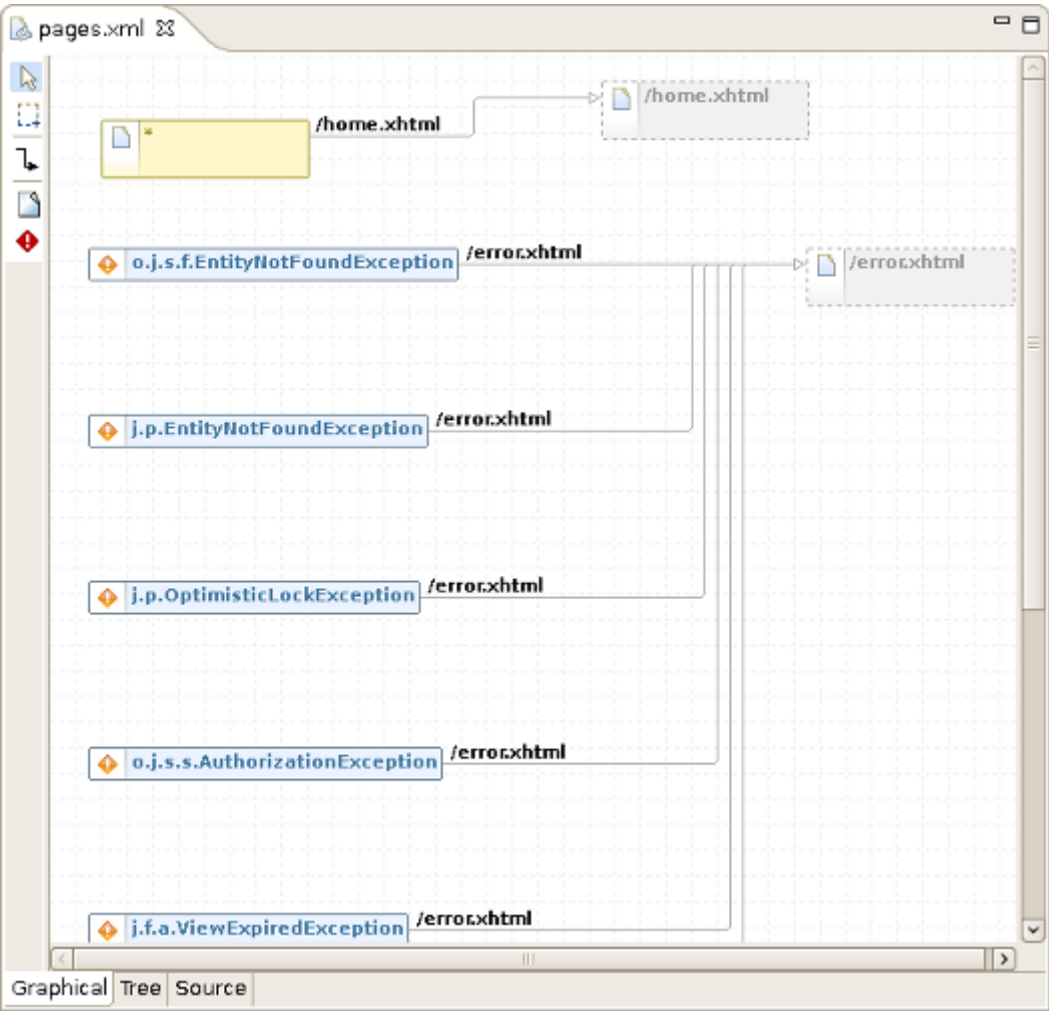 pages.xml
/home.xhtml
*
/home.xhtml
/error.xhtml
o.j.s.f.EntityNotFoundException
/error.xhtml
/error.xhtml
j.p.EntityNotFoundException
/error.xhtml
j.p.OptimisticLockException
/error.xhtml
o.j.s.s.AuthorizationException
/error.xhtml
j.f.a.ViewExpiredException
Graphical Tree Source